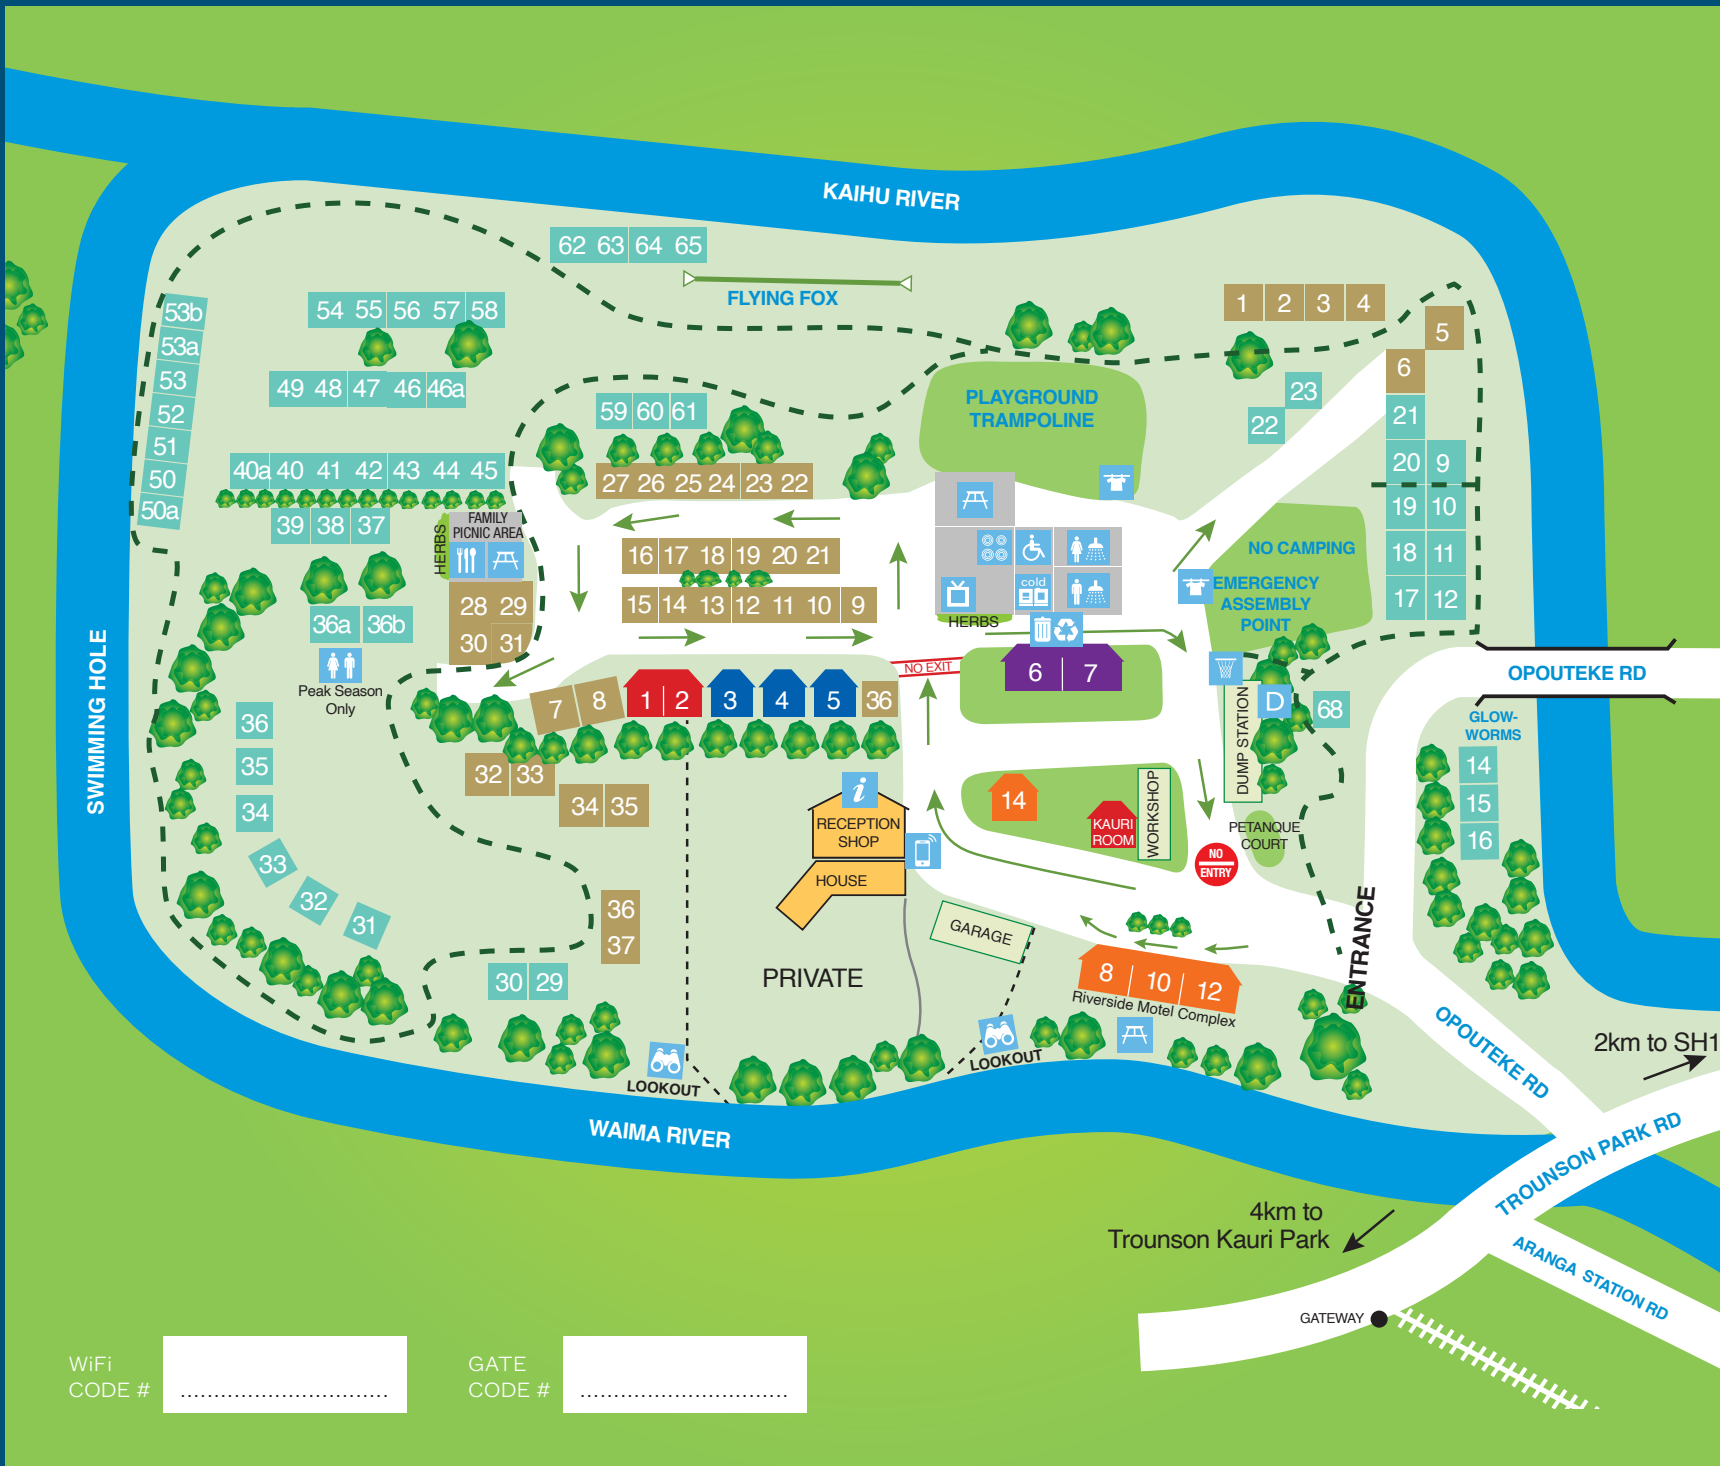 KAIHU RIVER
62 63 64 65
FLYING FOX
1 2 3 4
5
6
53b
53a
53
52
51
50
50a
54 55 56 57 58
49 48 47 46 46a
59 60 61
PLAYGROUND
TRAMPOLINE
23
22
21
20 9
19 10
18 11
17 12
40a 40 41 42 43 44 45
27 26 25 24 23 22
39 38 37
HERBS
FAMILY
PICNIC AREA
28 29
30 31
16 17 18 19 20 21
15 14 13 12 11 10 9
cold
HERBS
NO CAMPING
EMERGENCY
ASSEMBLY
POINT
36a 36b
Peak Season
Only
SWIMMING HOLE
7 8
1 2
3
4
5
36
NO EXIT
6 7
OPOUTEKE RD
DUMP STATION
D
68
GLOW-
WORMS
14
15
16
36
35
34
33
32
31
32 33
34 35
36
37
30 29
i
RECEPTION
SHOP
HOUSE
14
KAURI
ROOM
WORKSHOP
PETANQUE
COURT
NO
ENTRY
GARAGE
PRIVATE
8 10 12
Riverside Motel Complex
ENTRANCE
LOOKOUT
LOOKOUT
OPOUTEKE RD
2km to SH1
WAIMA RIVER
TROUNSON PARK RD
4km to
Trounson Kauri Park
ARANGA STATION RD
GATEWAY
WiFi
CODE # ...............................
GATE
CODE # ...............................